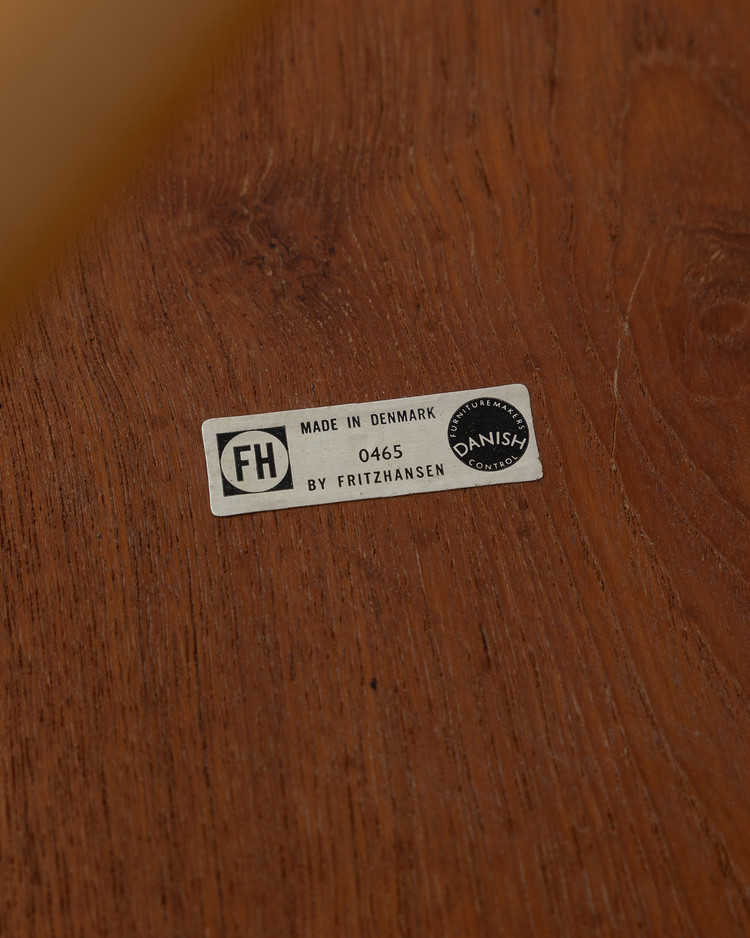 FH
MADE IN DENMARK
0465
BY FRITZHANSEN
FURNITUREMAKERS'
DANISH
CONTROL